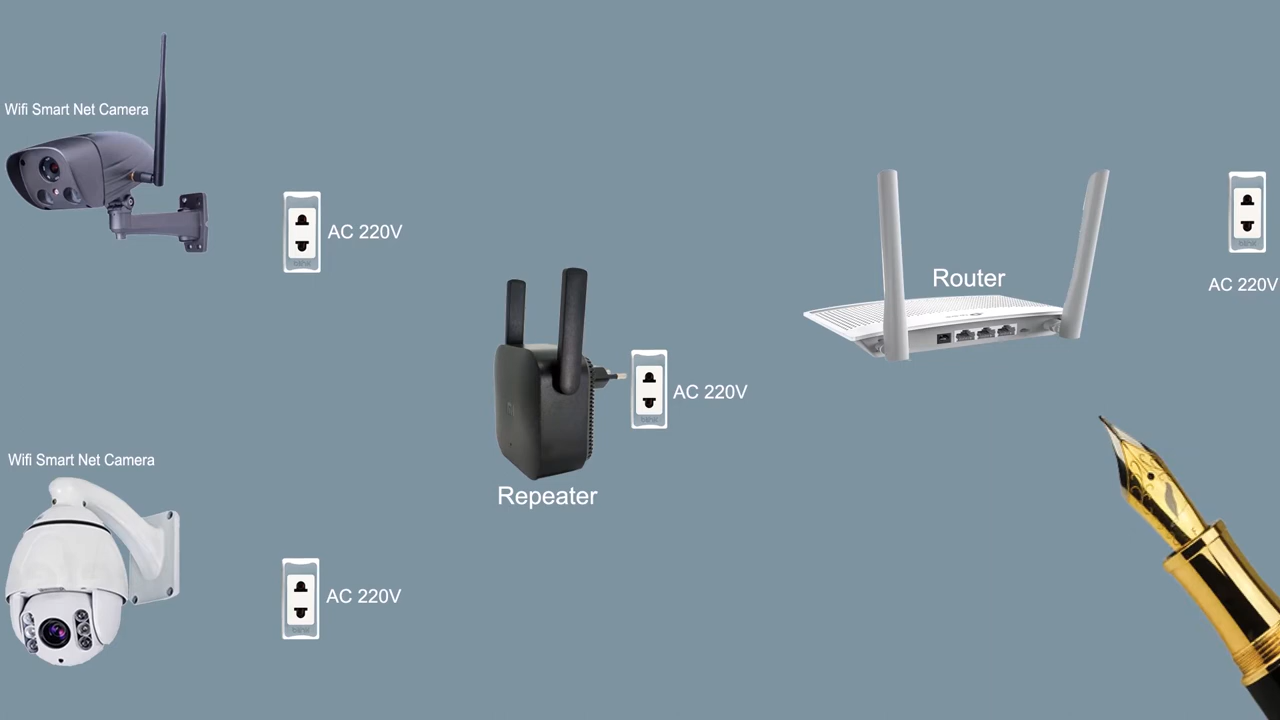 Wifi Smart Net Camera
AC 220V
Router
AC 220V
AC 220V
Repeater
Wifi Smart Net Camera
AC 220V